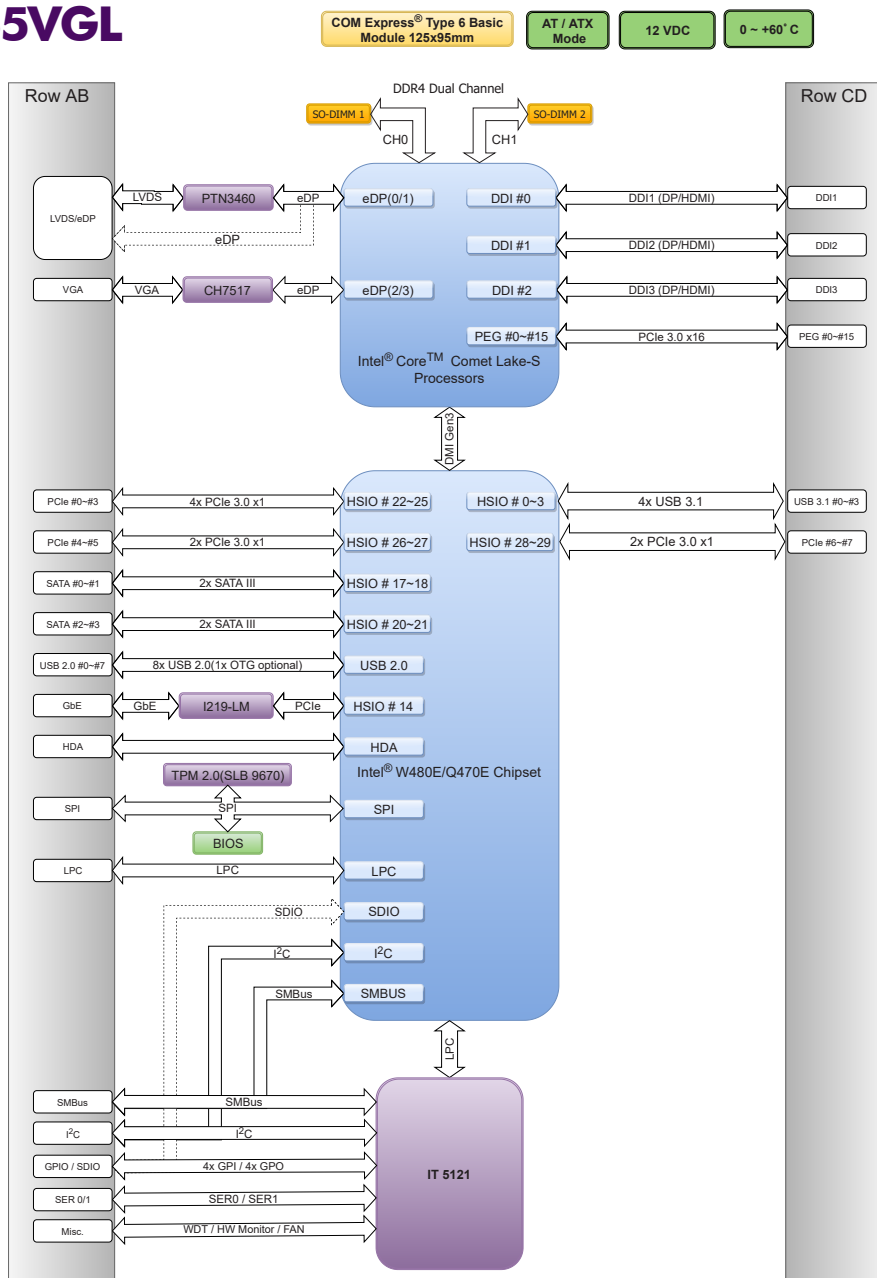 5VGL
COM Express® Type 6 Basic
Module 125x95mm
AT / ATX
Mode
12 VDC
0 ~ +60˚ C
Row AB
Row CD
DDR4 Dual Channel
SO-DIMM 1
SO-DIMM 2
CH0
CH1
LVDS/eDP
LVDS
PTN3460
eDP
eDP(0/1)
DDI #0
DDI1 (DP/HDMI)
DDI1
eDP
DDI #1
DDI2 (DP/HDMI)
DDI2
VGA
VGA
CH7517
eDP
eDP(2/3)
DDI #2
DDI3 (DP/HDMI)
DDI3
PEG #0~#15
PCIe 3.0 x16
PEG #0~#15
Intel® Core™ Comet Lake-S
Processors
DMI Gen3
PCIe #0~#3
4x PCIe 3.0 x1
HSIO # 22~25
HSIO # 0~3
4x USB 3.1
USB 3.1 #0~#3
PCIe #4~#5
2x PCIe 3.0 x1
HSIO # 26~27
HSIO # 28~29
2x PCIe 3.0 x1
PCIe #6~#7
SATA #0~#1
2x SATA III
HSIO # 17~18
SATA #2~#3
2x SATA III
HSIO # 20~21
USB 2.0 #0~#7
8x USB 2.0(1x OTG optional)
USB 2.0
GbE
GbE
I219-LM
PCIe
HSIO # 14
HDA
HDA
Intel® W480E/Q470E Chipset
TPM 2.0(SLB 9670)
SPI
SPI
SPI
BIOS
LPC
LPC
LPC
SDIO
SDIO
I²C
I²C
SMBus
SMBUS
LPC
SMBus
SMBus
I²C
I²C
GPIO / SDIO
4x GPI / 4x GPO
IT 5121
SER 0/1
SER0 / SER1
Misc.
WDT / HW Monitor / FAN